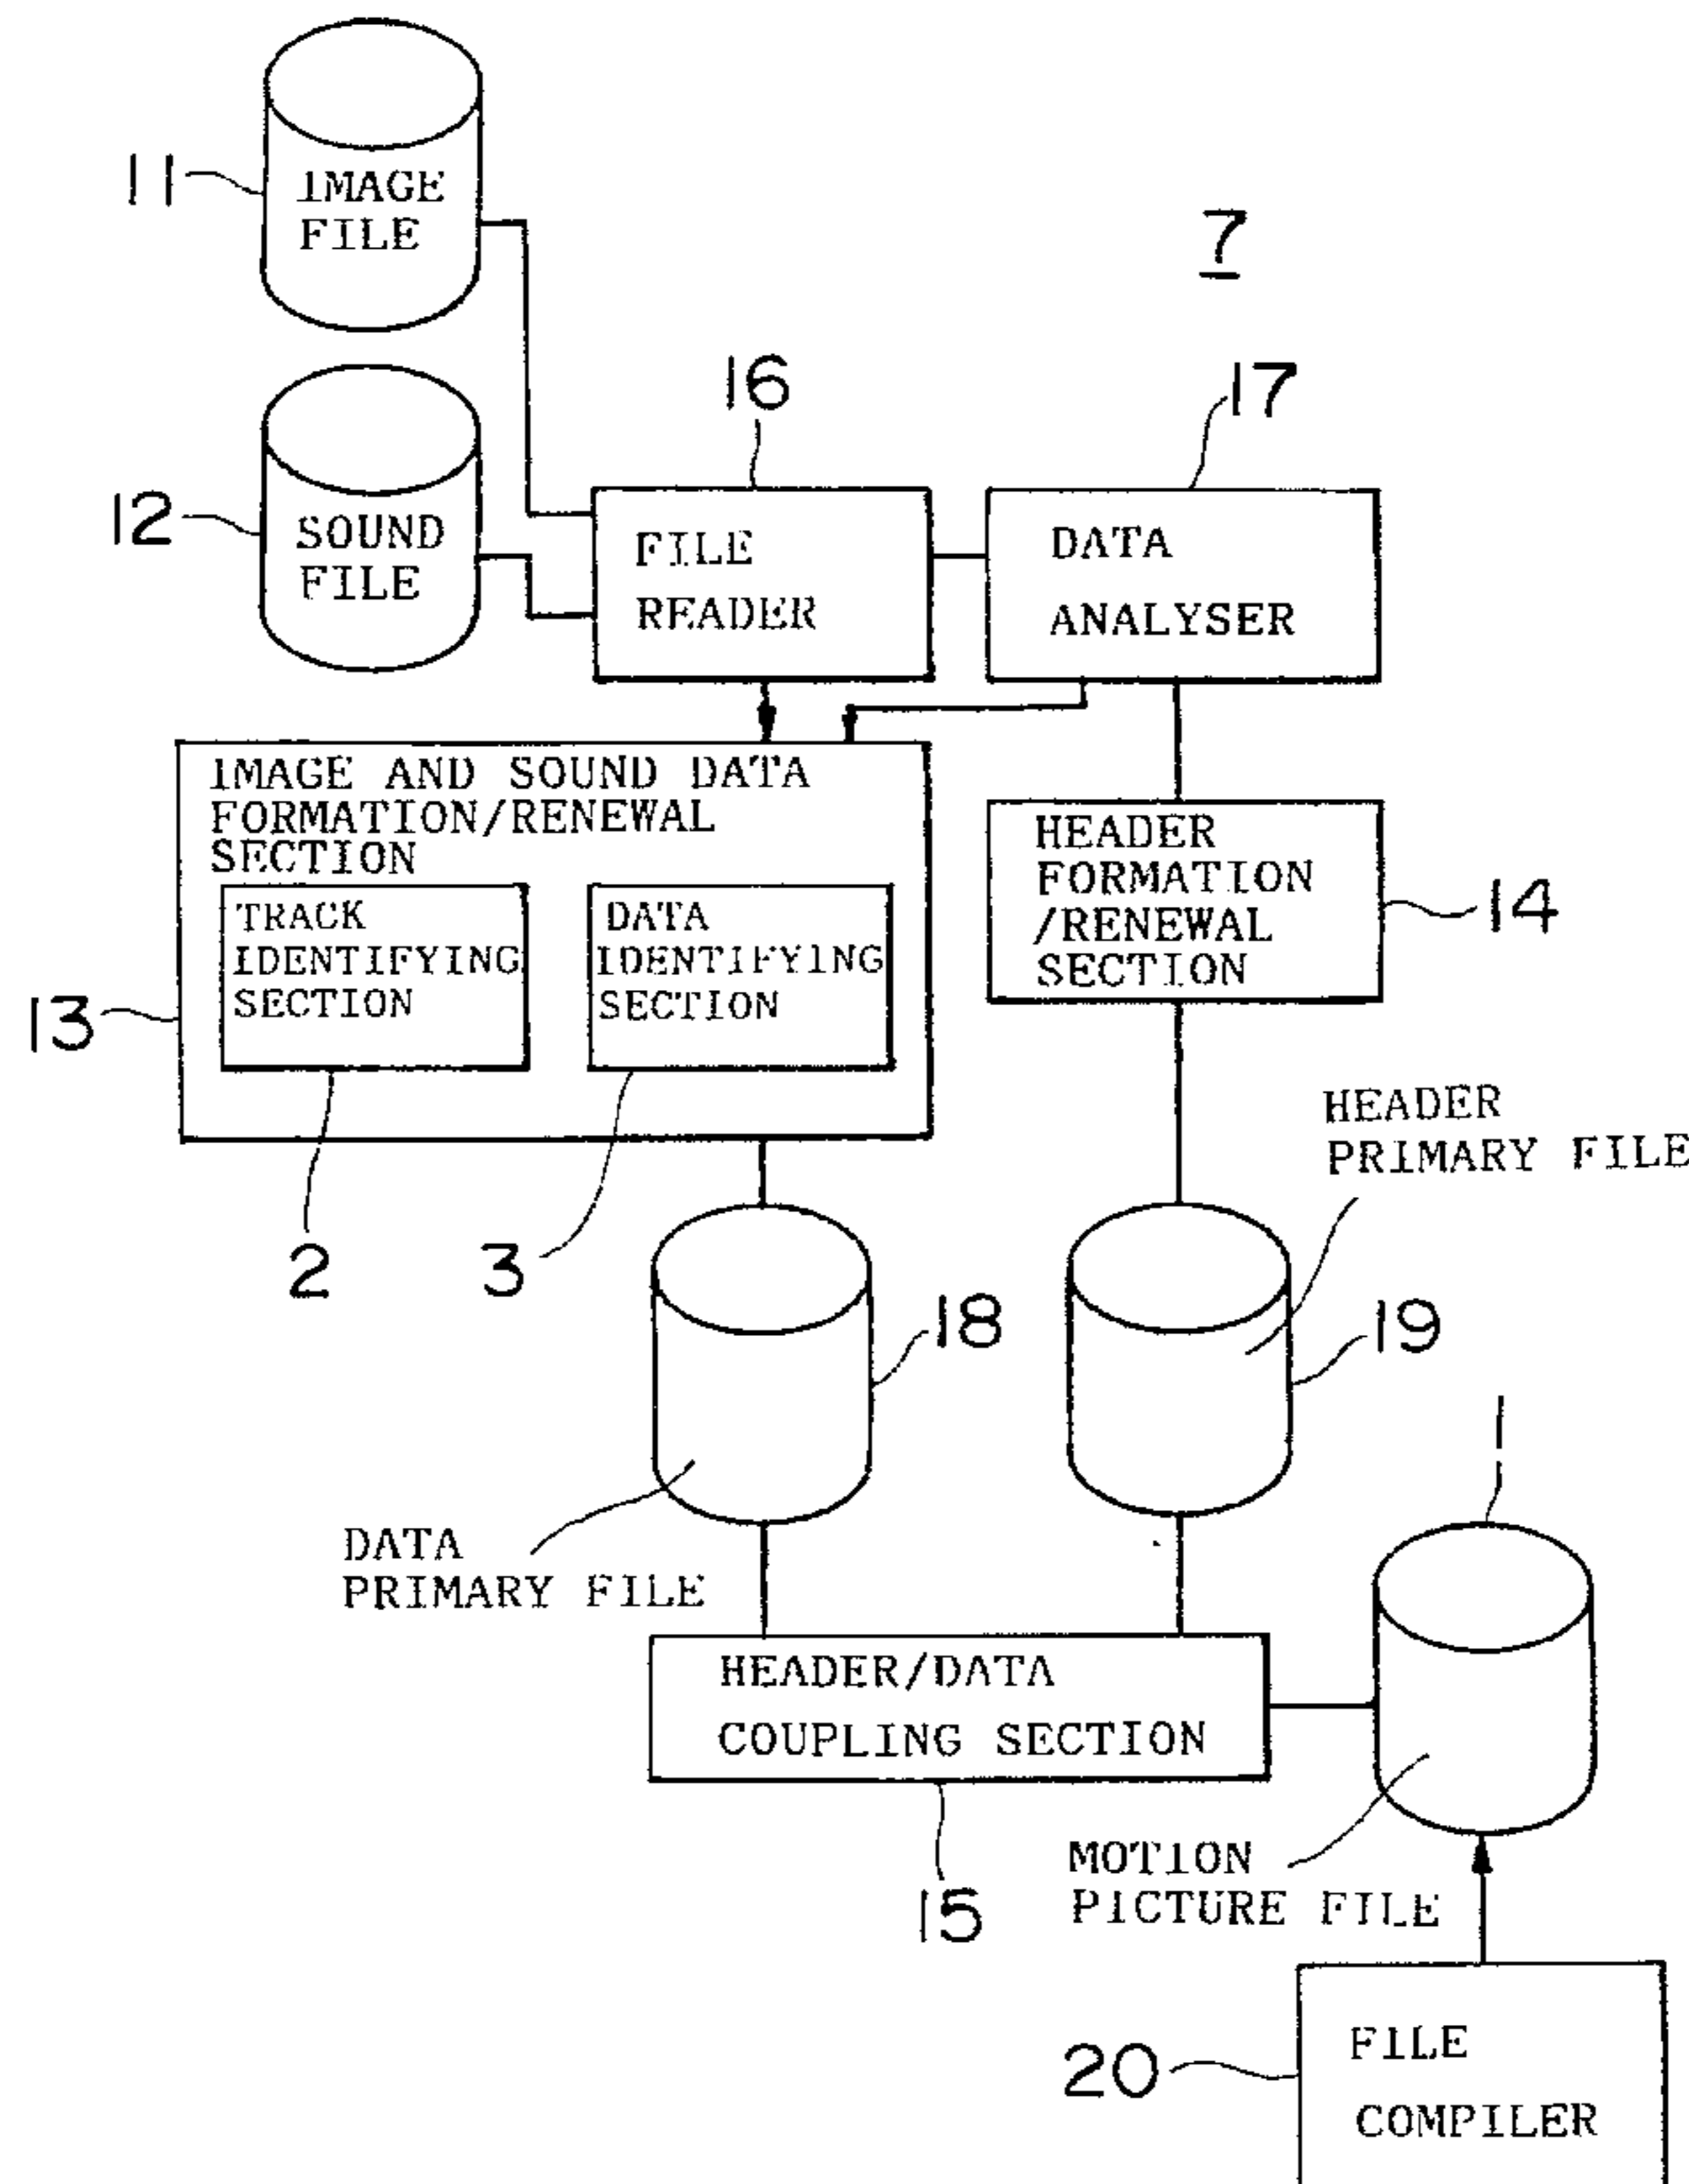 11
IMAGE
FILE
7
12
SOUND
FILE
16
FILE
READER
17
DATA
ANALYSER
13
IMAGE AND SOUND DATA
FORMATION/RENEWAL
SECTION
TRACK
IDENTIFYING
SECTION
DATA
IDENTIFYING
SECTION
2
3
HEADER
FORMATION
/RENEWAL
SECTION
14
HEADER
PRIMARY FILE
18
19
DATA
PRIMARY FILE
1
HEADER/DATA
COUPLING SECTION
15
MOTION
PICTURE FILE
20
FILE
COMPILER